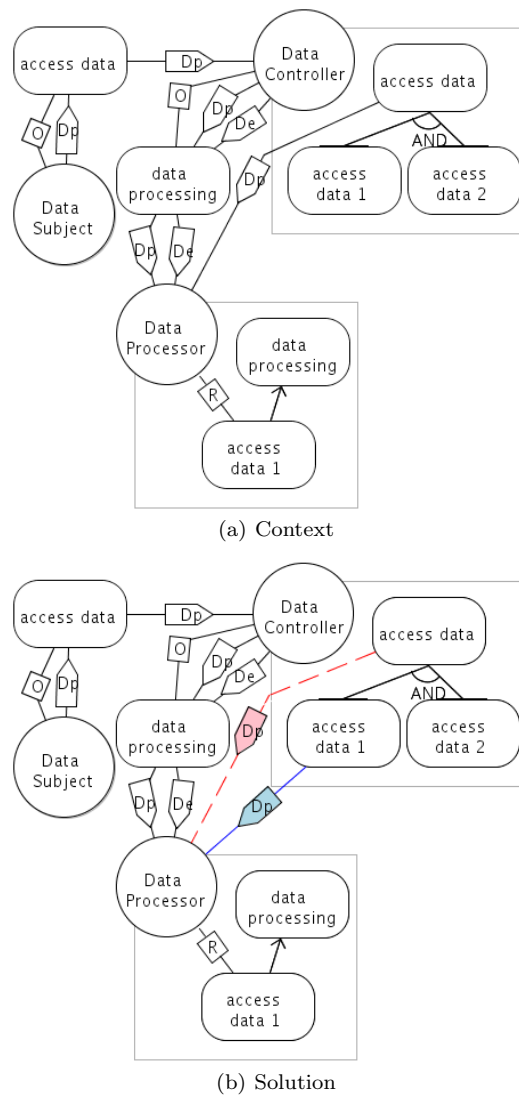 access data
Dp
Data
Controller
access data
O
Dp
De
AND
O
Dp
Dp
data
processing
access
data 1
access
data 2
Data
Subject
Dp
De
Data
Processor
data
processing
R
access
data 1
(a) Context
access data
Dp
Data
Controller
access data
O
Dp
De
AND
O
Dp
data
processing
Dp
access
data 1
access
data 2
Data
Subject
Dp
De
Dp
Data
Processor
data
processing
R
access
data 1
(b) Solution